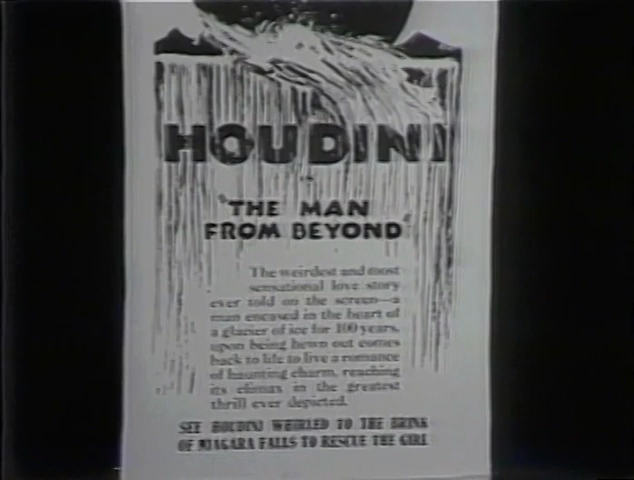 HOUDINI
IN
"THE MAN
FROM BEYOND"
The weirdest and most
sensational love story
ever told on the screen—a
man encased in the heart of
a glacier of ice for 100 years,
upon being hewn out comes
back to life to live a romance
of haunting charm, reaching
its climax in the greatest
thrill ever depicted.
SEE HOUDINI WHIRLED TO THE BRINK
OF NIAGARA FALLS TO RESCUE THE GIRL